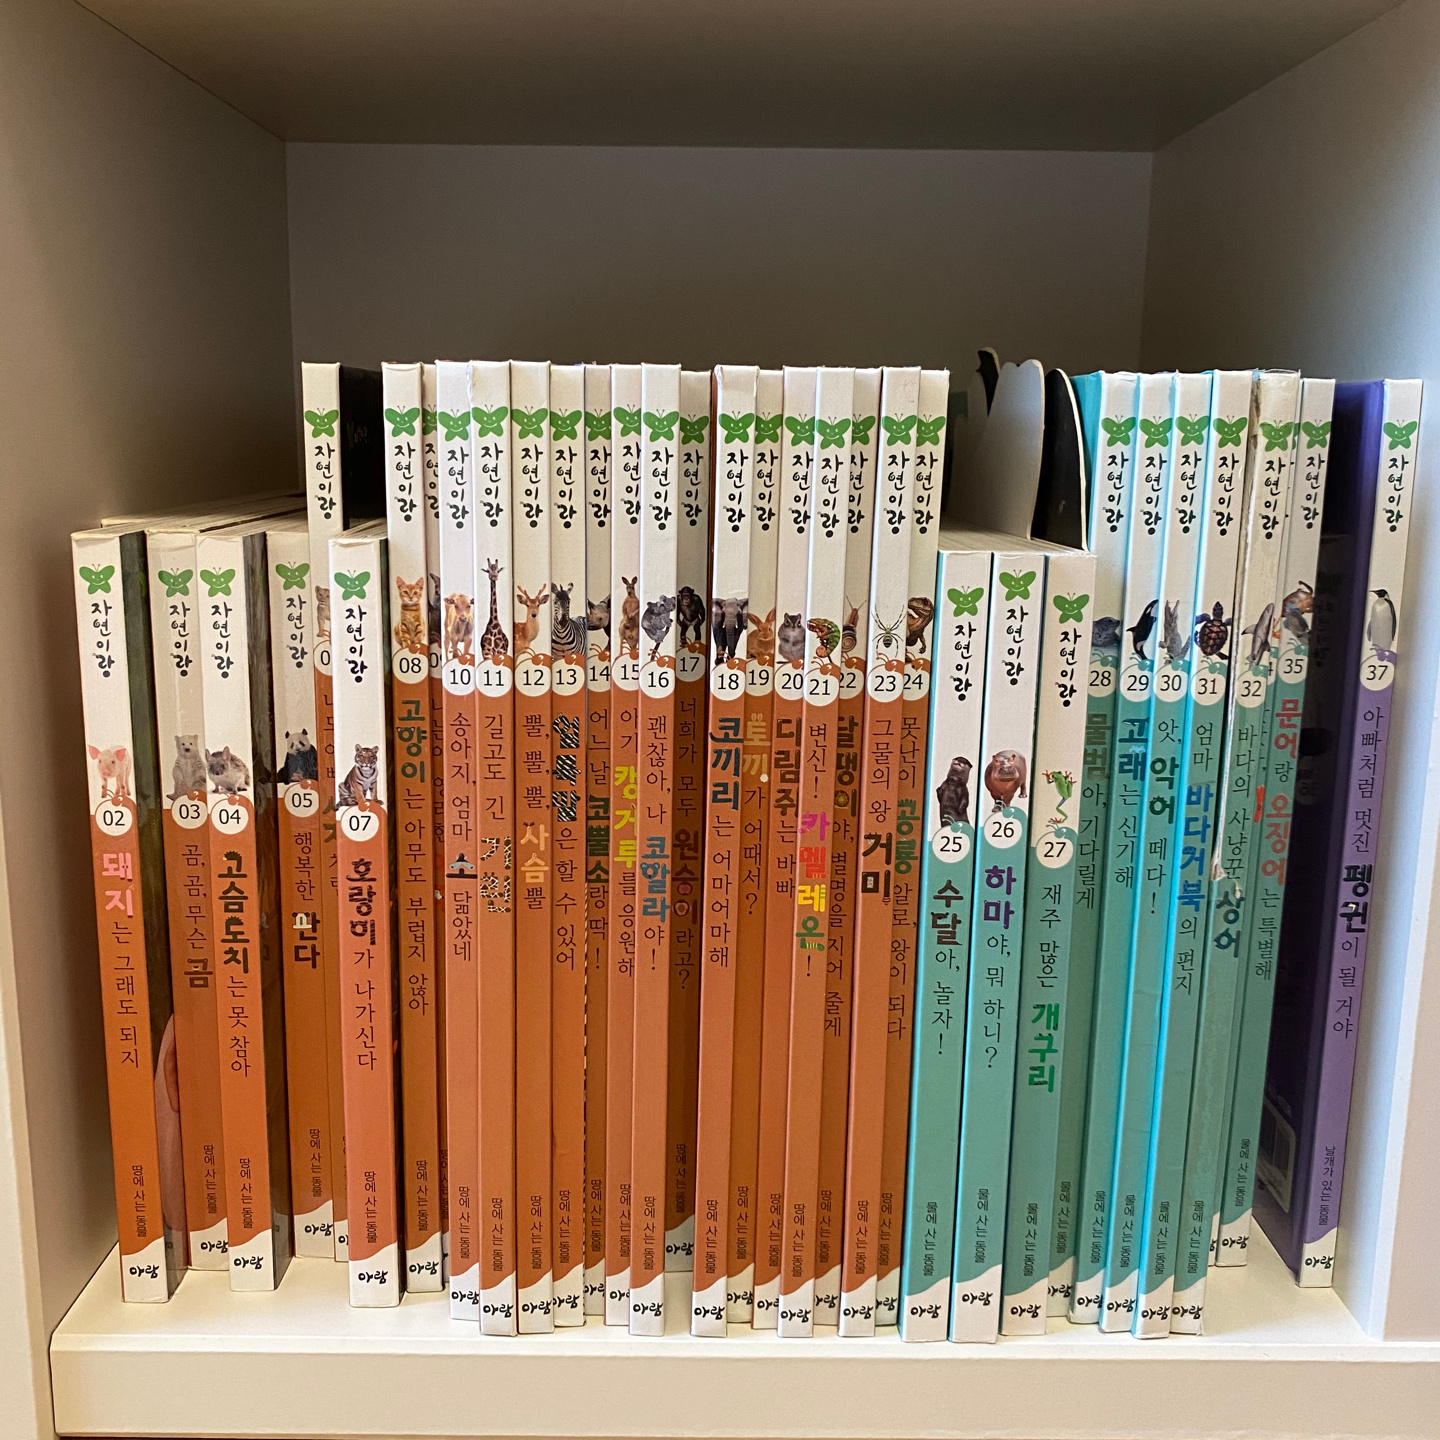 자연이랑 02 돼지는 그래도 되지 땅에 사는 동물 아람
자연이랑 03 곰, 곰, 무슨 곰 땅에 사는 동물 아람
자연이랑 04 고슴도치는 못 참아 땅에 사는 동물 아람
자연이랑 05 행복한 판다 땅에 사는 동물 아람
자연이랑
자연이랑 07 호랑이가 나가신다 땅에 사는 동물 아람
자연이랑 08 고양이는 아무도 부럽지 않아 땅에 사는 동물 아람
자연이랑 10 송아지, 엄마 소 닮았네 땅에 사는 동물 아람
자연이랑 11 길고도 긴 기린 땅에 사는 동물 아람
자연이랑 12 뿔, 뿔, 뿔, 사슴뿔 땅에 사는 동물 아람
자연이랑 13 얼룩말은 할 수 있어 땅에 사는 동물 아람
자연이랑 14 어느 날 코뿔소랑 딱! 땅에 사는 동물 아람
자연이랑 15 아기 캥거루를 응원해 땅에 사는 동물
자연이랑 16 괜찮아, 나 코알라야! 땅에 사는 동물 아람
자연이랑 17 너희가 모두 원숭이라고? 땅에 사는 동물 아람
자연이랑 18 코끼리는 어마어마해 땅에 사는 동물 아람
자연이랑 19 토끼가 어때서? 땅에 사는 동물 아람
자연이랑 20 다람쥐는 바빠 땅에 사는 동물
자연이랑 21 변신! 카멜레온! 땅에 사는 동물 아람
자연이랑 22 달팽이야, 별명을 지어 줄게 땅에 사는 동물 아람
자연이랑 23 그물의 왕 거미 땅에 사는 동물 아람
자연이랑 24 못난이 공룡 알로, 왕이 되다 땅에 사는 동물 아람
자연이랑 25 수달아, 놀자! 물에 사는 동물 아람
자연이랑 26 하마야, 뭐 하니? 물에 사는 동물 아람
자연이랑 27 재주 많은 개구리 물에 사는 동물 아람
자연이랑 28 물범아, 기다릴게 물에 사는 동물 아람
자연이랑 29 고래는 신기해 물에 사는 동물 아람
자연이랑 30 앗, 악어 떼다! 물에 사는 동물 아람
자연이랑 31 엄마 바다거북의 편지 물에 사는 동물 아람
자연이랑 32 바다의 사냥꾼 상어
자연이랑 35 문어랑 오징어는 특별해 물에 사는 동물 아람
자연이랑 37 아빠처럼 멋진 펭귄이 될 거야 날개가 있는 동물 아람